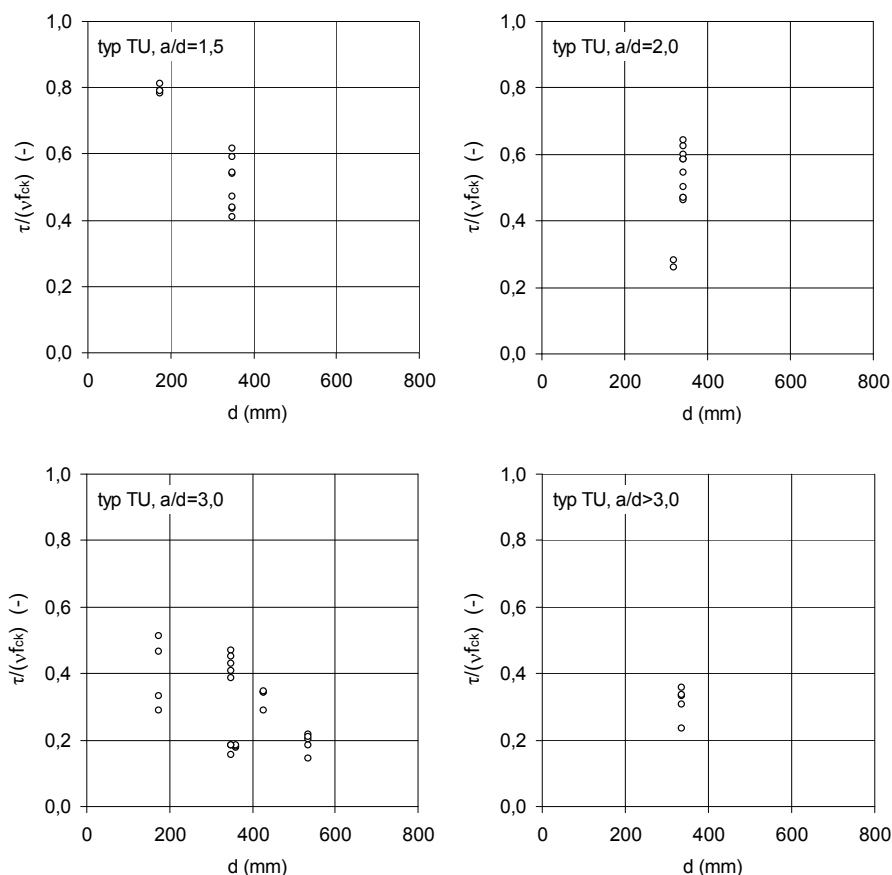 1,0
typ TU, a/d=1,5
0,8
0,6
0,4
0,2
0,0
τ/(νfck) (-)
0 200 400 600 800
d (mm)
1,0
typ TU, a/d=2,0
0,8
0,6
0,4
0,2
0,0
τ/(νfck) (-)
0 200 400 600 800
d (mm)
1,0
typ TU, a/d=3,0
0,8
0,6
0,4
0,2
0,0
τ/(νfck) (-)
0 200 400 600 800
d (mm)
1,0
typ TU, a/d>3,0
0,8
0,6
0,4
0,2
0,0
τ/(νfck) (-)
0 200 400 600 800
d (mm)